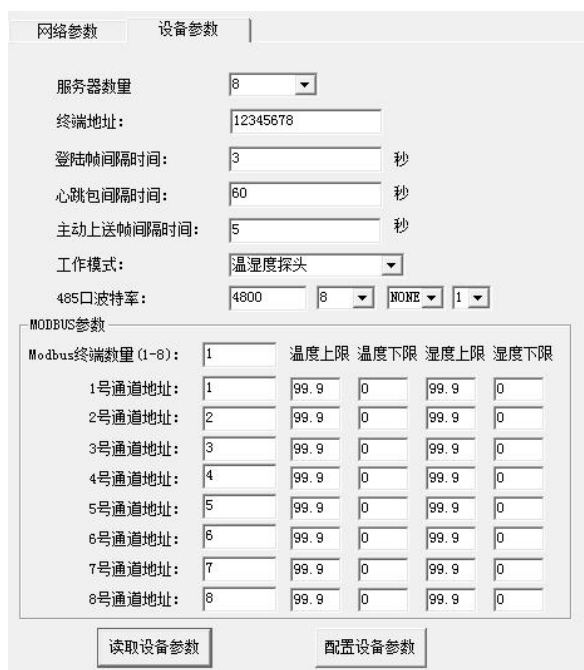 网络参数 设备参数
服务器数量 8
终端地址: 12345678
登陆帧间隔时间: 3 秒
心跳包间隔时间: 60 秒
主动上送帧间隔时间: 5 秒
工作模式: 温湿度探头
485口波特率: 4800 8 NONE 1
MODBUS参数
Modbus终端数量(1-8): 1 温度上限 温度下限 湿度上限 湿度下限
1号通道地址: 1 99.9 0 99.9 0
2号通道地址: 2 99.9 0 99.9 0
3号通道地址: 3 99.9 0 99.9 0
4号通道地址: 4 99.9 0 99.9 0
5号通道地址: 5 99.9 0 99.9 0
6号通道地址: 6 99.9 0 99.9 0
7号通道地址: 7 99.9 0 99.9 0
8号通道地址: 8 99.9 0 99.9 0
读取设备参数 配置设备参数